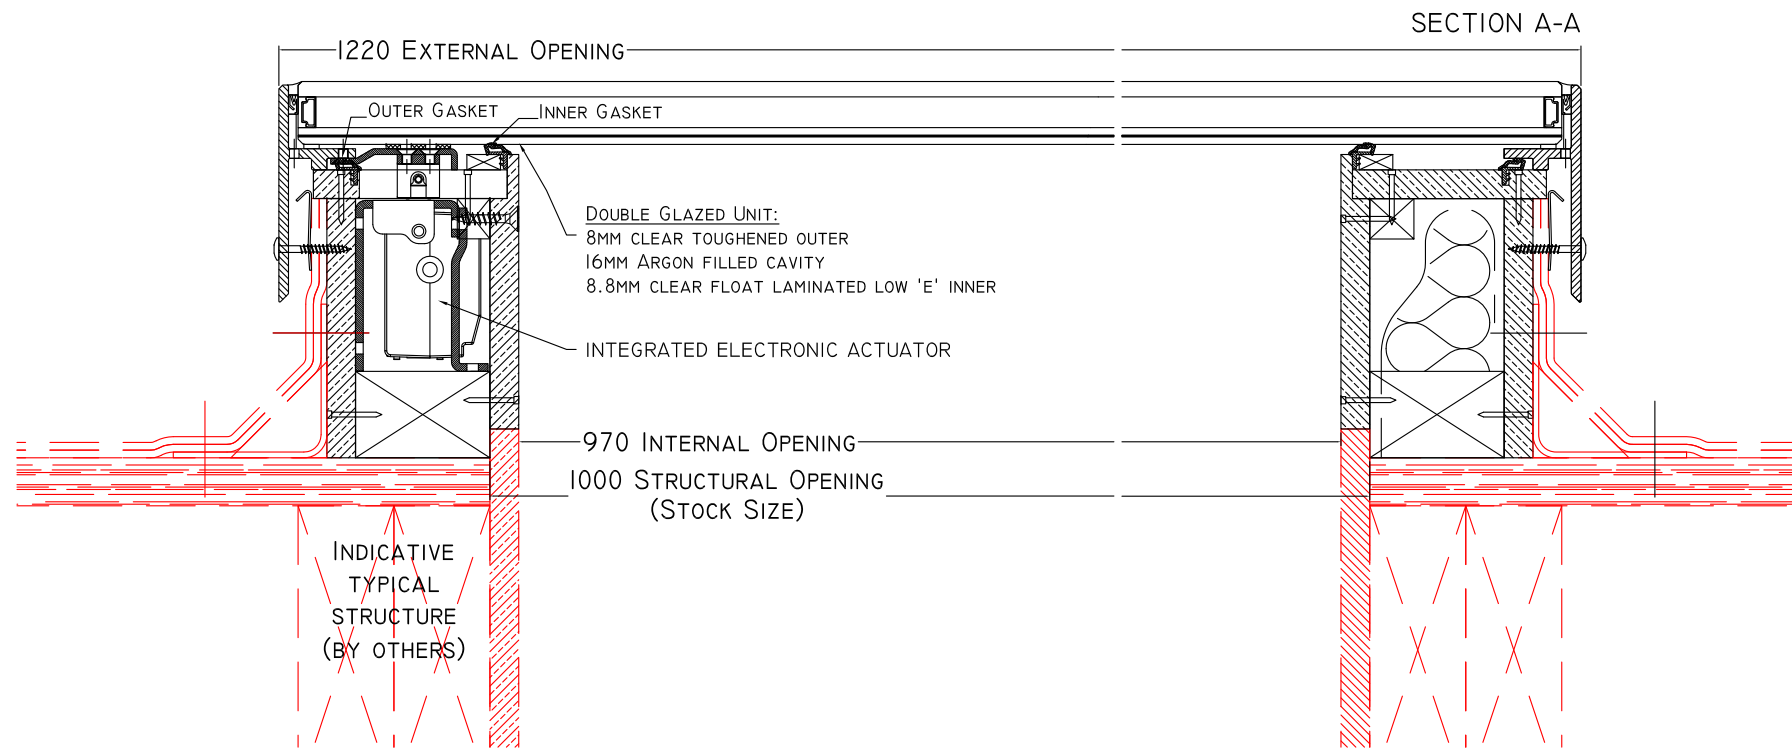 SECTION A-A
1220 EXTERNAL OPENING
OUTER GASKET
INNER GASKET
DOUBLE GLAZED UNIT:
8MM CLEAR TOUGHENED OUTER
16MM ARGON FILLED CAVITY
8.8MM CLEAR FLOAT LAMINATED LOW 'E' INNER
INTEGRATED ELECTRONIC ACTUATOR
970 INTERNAL OPENING
1000 STRUCTURAL OPENING
(STOCK SIZE)
INDICATIVE
TYPICAL
STRUCTURE
(BY OTHERS)